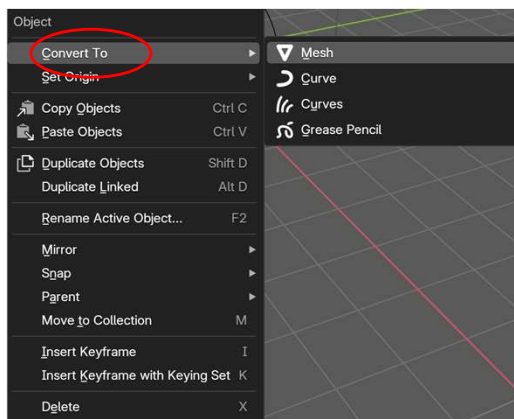 Object
Convert To
Set Origin
Copy Objects Ctrl C
Paste Objects Ctrl V
Duplicate Objects Shift D
Duplicate Linked Alt D
Rename Active Object... F2
Mirror
Snap
Parent
Move to Collection M
Insert Keyframe I
Insert Keyframe with Keying Set K
Delete X
Mesh
Curve
Curves
Grease Pencil